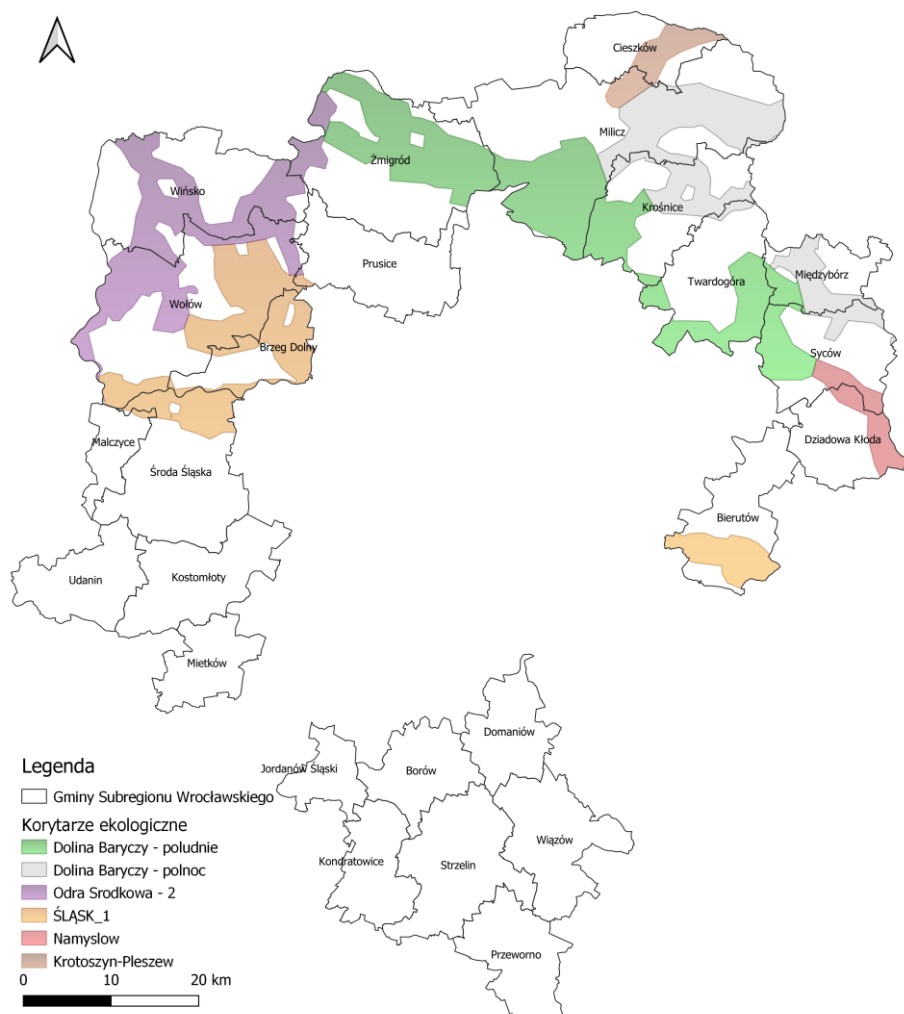 Cieszków
Milicz
Żmigród
Wińsko
Krośnice
Prusice
Twardogóra
Międzybórz
Wołów
Brzeg Dolny
Syców
Malczyce
Dziadowa Kłoda
Środa Śląska
Bierutów
Udanin
Kostomłoty
Mietków
Domaniów
Jordanów Śląski
Borów
Wiązów
Kondratowice
Strzelin
Przeworno
Legenda
Gminy Subregionu Wrocławskiego
Korytarze ekologiczne
Dolina Baryczy - południe
Dolina Baryczy - polnoc
Odra Srodkowa - 2
ŚLĄSK_1
Namyslow
Krotoszyn-Pleszew
0 10 20 km